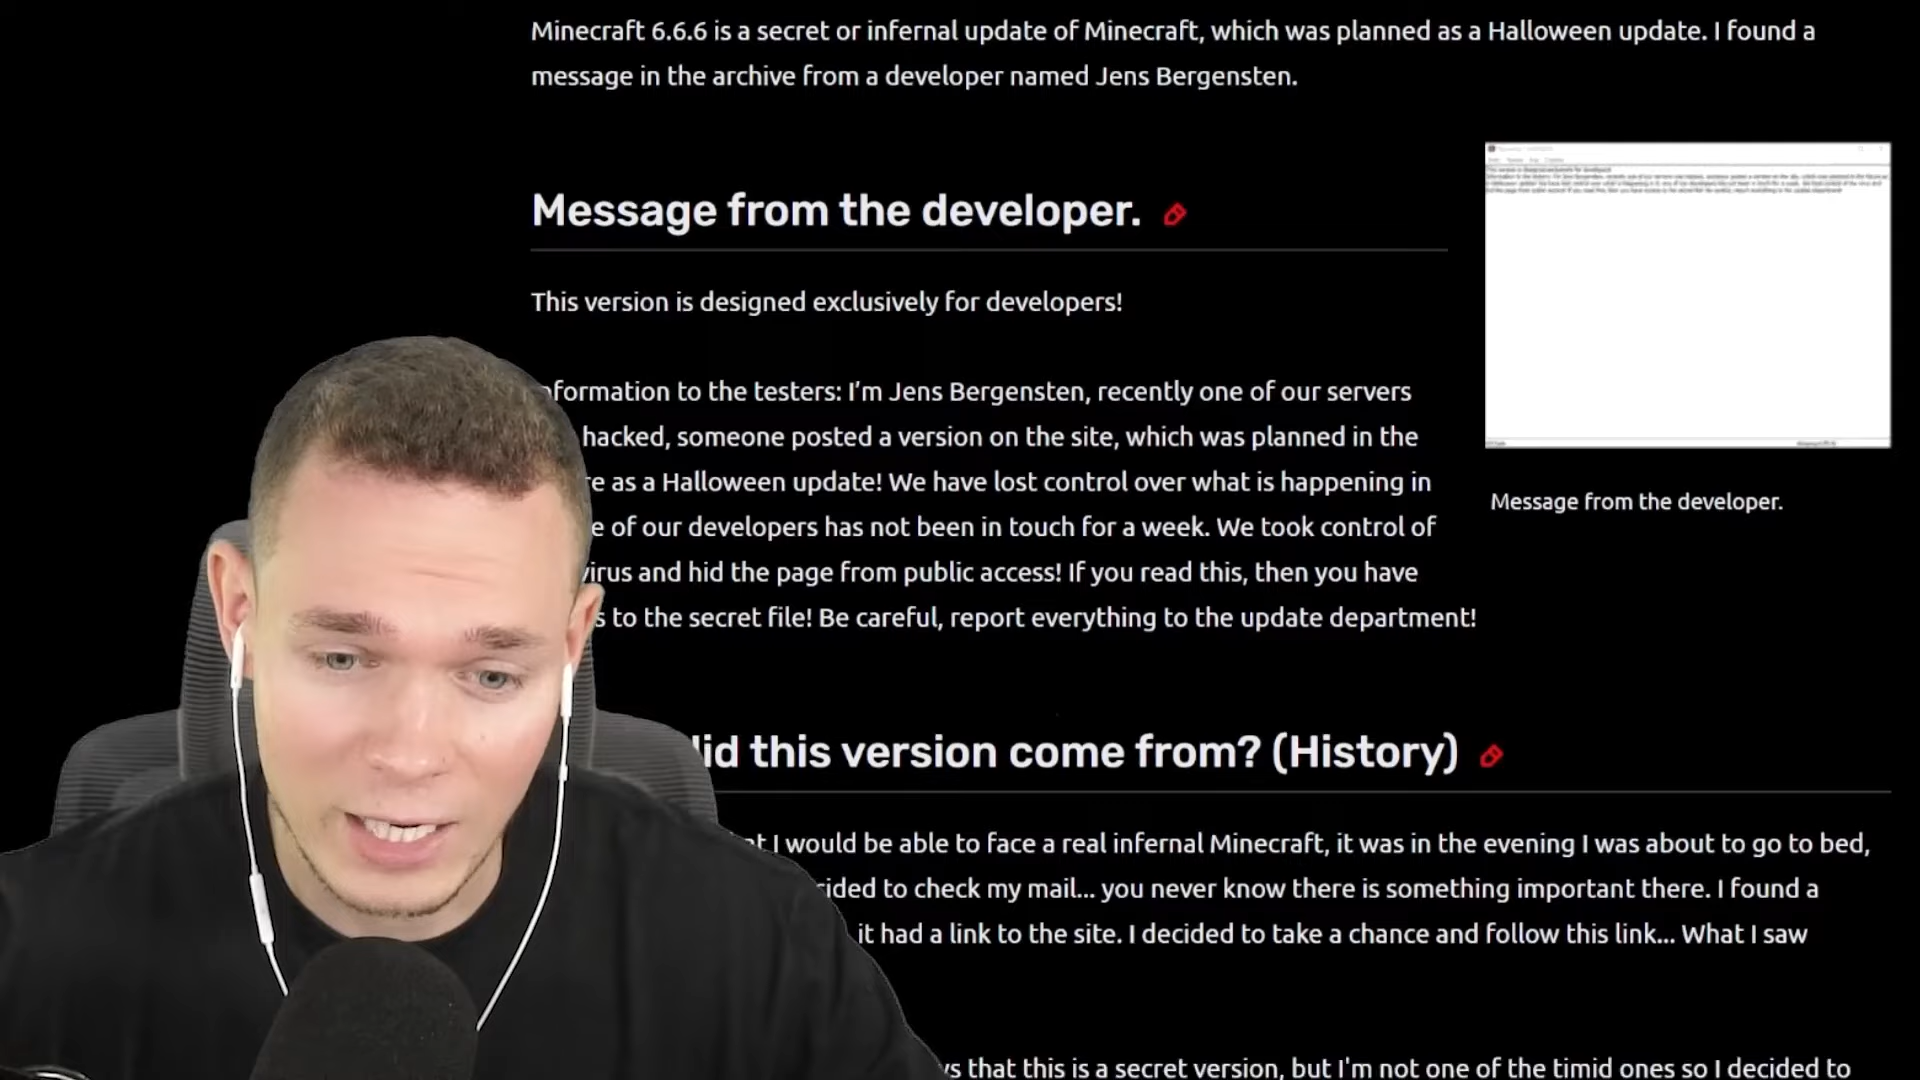 Minecraft 6.6.6 is a secret or infernal update of Minecraft, which was planned as a Halloween update. I found a
message in the archive from a developer named Jens Bergensten.
Message from the developer.
This version is designed exclusively for developers!
to the testers: I'm Jens Bergensten, recently one of our servers
hacked, someone posted a version on the site, which was planned in the
as a Halloween update! We have lost control over what is happening in
of our developers has not been in touch for a week. We took control of
and hid the page from public access! If you read this, then you have
to the secret file! Be careful, report everything to the update department!
Message from the developer.
this version come from? (History)
I would be able to face a real infernal Minecraft, it was in the evening I was about to go to bed,
to check my mail... you never know there is something important there. I found a
it had a link to the site. I decided to take a chance and follow this link... What I saw
that this is a secret version, but I'm not one of the timid ones so I decided to